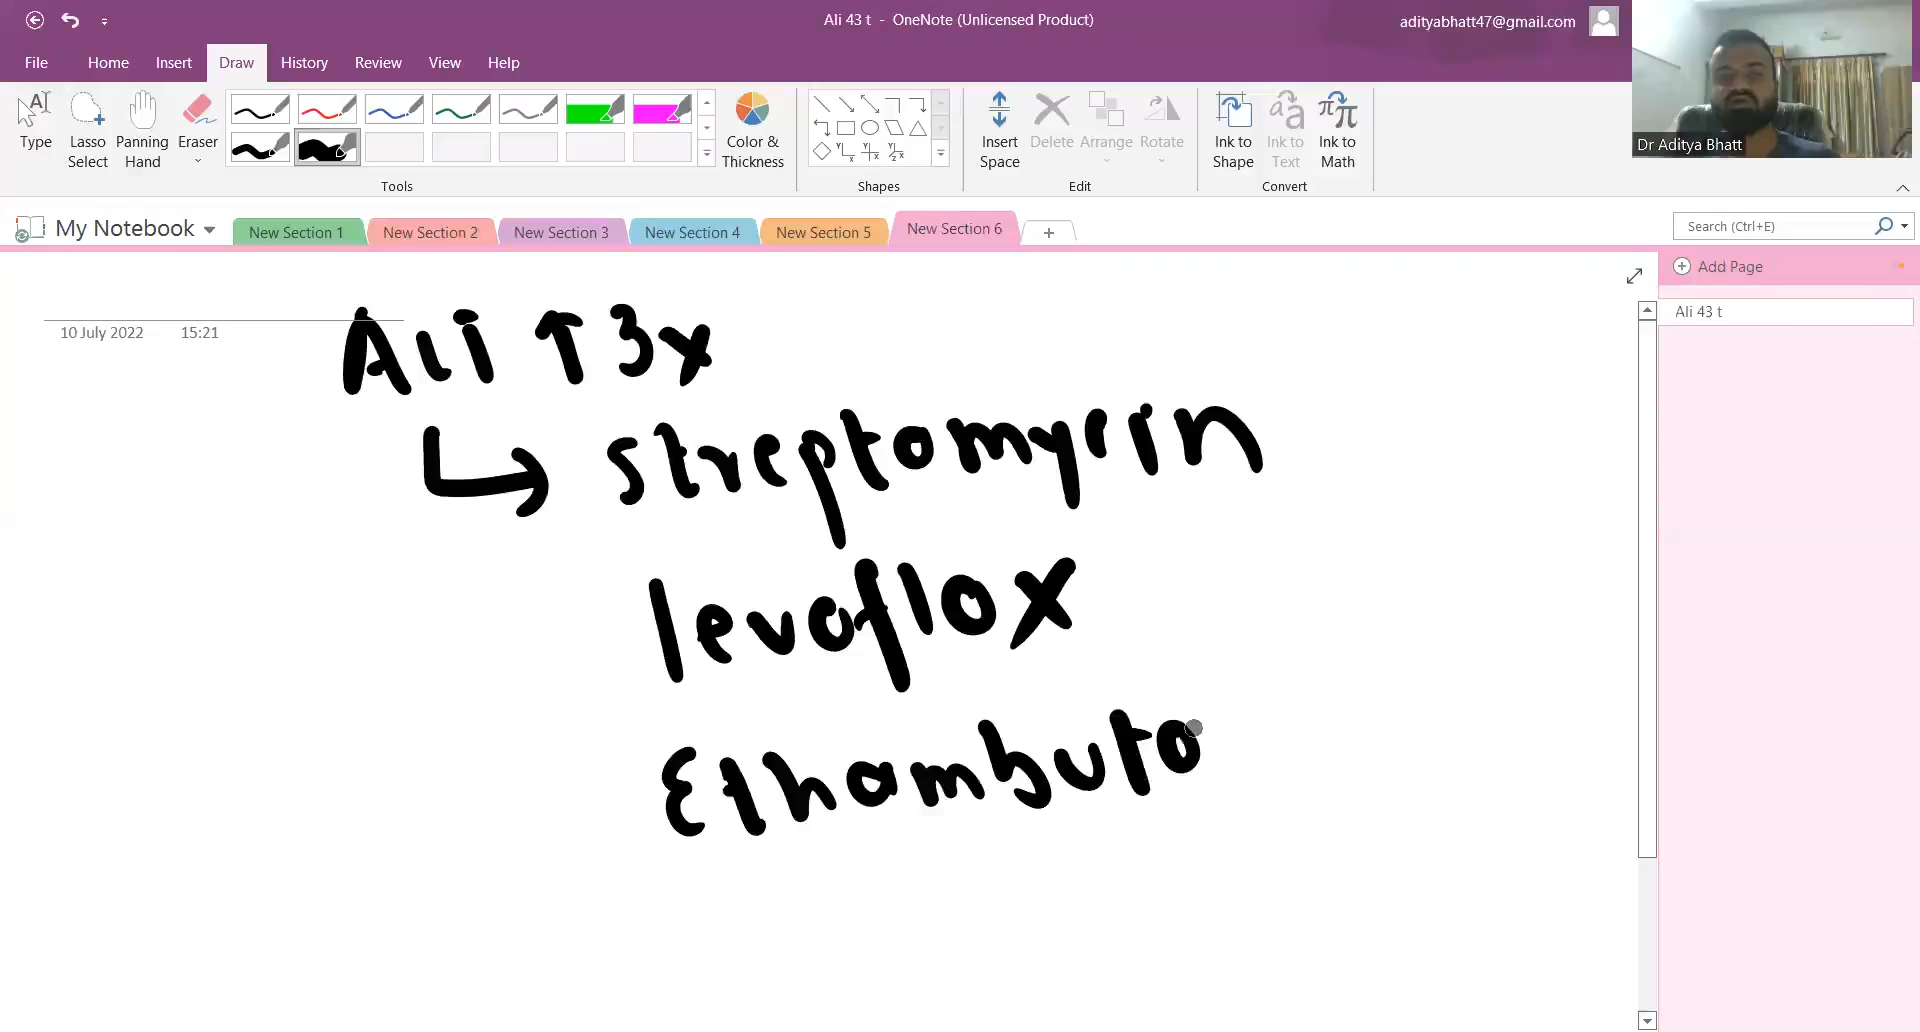 Ali 43 t - OneNote (Unlicensed Product)
adityabhatt47@gmail.com
File Home Insert Draw History Review View Help
Type
Lasso Select
Panning Hand
Eraser
Color & Thickness
Insert Space
Delete
Arrange
Rotate
Ink to Shape
Ink to Text
Ink to Math
Tools Shapes Edit Convert
Dr Aditya Bhatt
My Notebook
New Section 1 New Section 2 New Section 3 New Section 4 New Section 5 New Section 6 +
Search (Ctrl+E)
Add Page
Ali 43 t
10 July 2022 15:21
Ali ↑ 3x
↳ Streptomycin
levoflox
Ethambuto